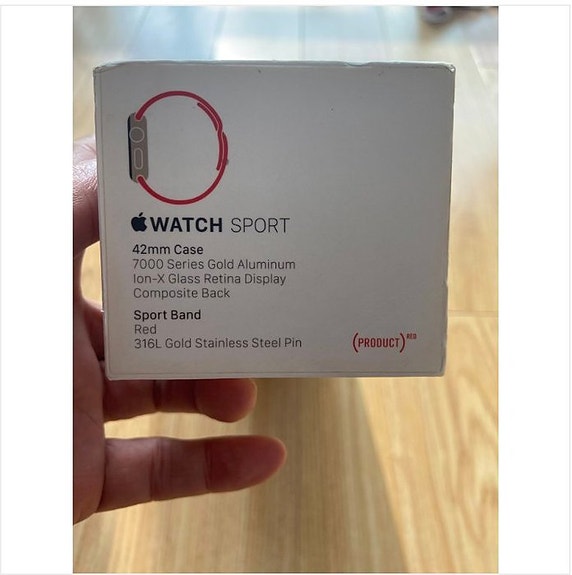 WATCH SPORT
42mm Case
7000 Series Gold Aluminum
Ion-X Glass Retina Display
Composite Back
Sport Band
Red
316L Gold Stainless Steel Pin
(PRODUCT)RED